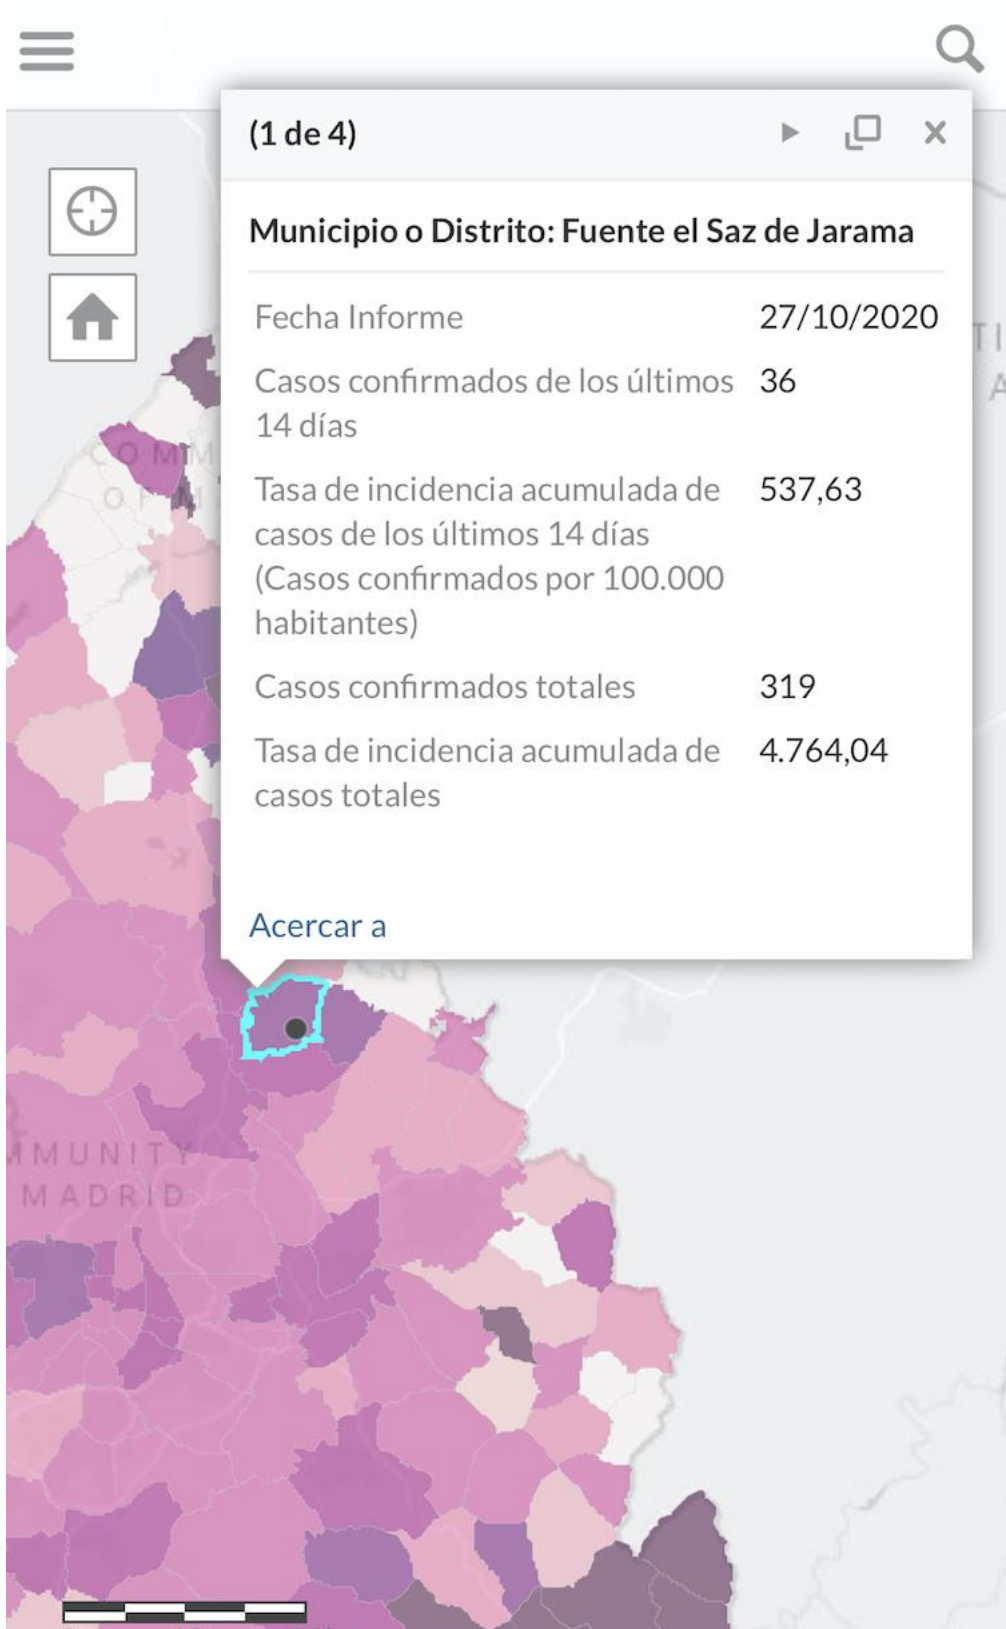 (1 de 4)
Municipio o Distrito: Fuente el Saz de Jarama
Fecha Informe 27/10/2020
Casos confirmados de los últimos 36
14 días
Tasa de incidencia acumulada de 537,63
casos de los últimos 14 días
(Casos confirmados por 100.000
habitantes)
Casos confirmados totales 319
Tasa de incidencia acumulada de 4.764,04
casos totales
Acercar a
MMUNITY
MADRID